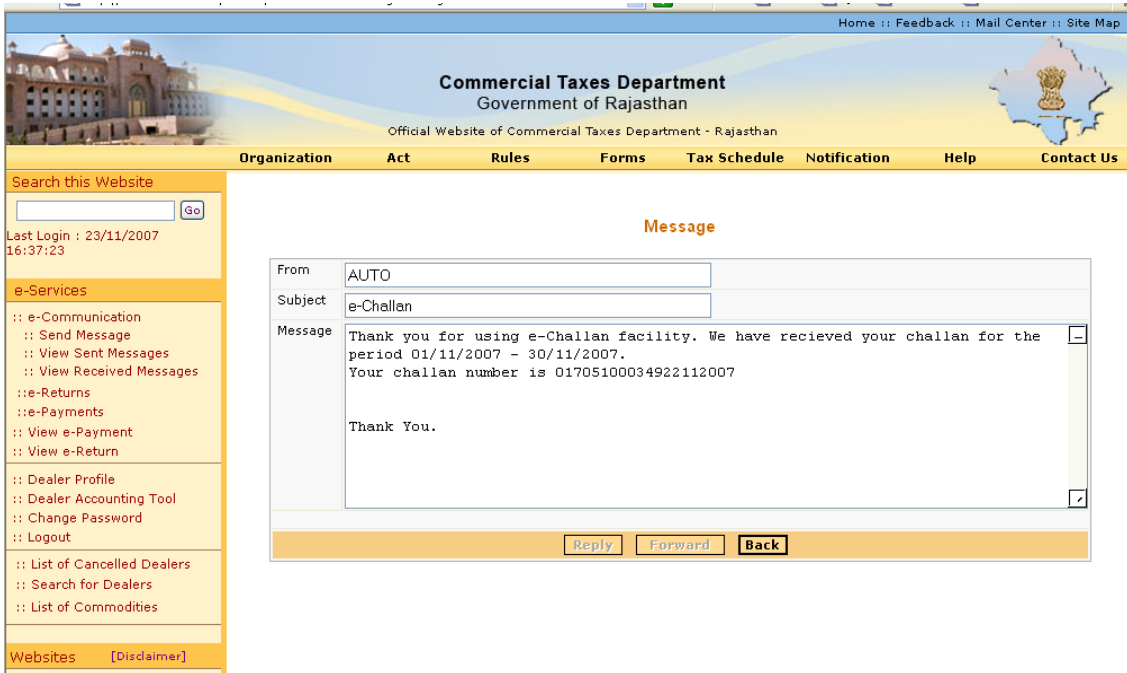 Home :: Feedback :: Mail Center :: Site Map
Commercial Taxes Department
Government of Rajasthan
Official Website of Commercial Taxes Department - Rajasthan
Organization Act Rules Forms Tax Schedule Notification Help Contact Us
Search this Website
Go
Last Login : 23/11/2007
16:37:23
e-Services
:: e-Communication
:: Send Message
:: View Sent Messages
:: View Received Messages
::e-Returns
::e-Payments
:: View e-Payment
:: View e-Return
:: Dealer Profile
:: Dealer Accounting Tool
:: Change Password
:: Logout
:: List of Cancelled Dealers
:: Search for Dealers
:: List of Commodities
Websites [Disclaimer]
Message
From AUTO
Subject e-Challan
Message Thank you for using e-Challan facility. We have recieved your challan for the
period 01/11/2007 - 30/11/2007.
Your challan number is 01705100034922112007
Thank You.
Reply Forward Back